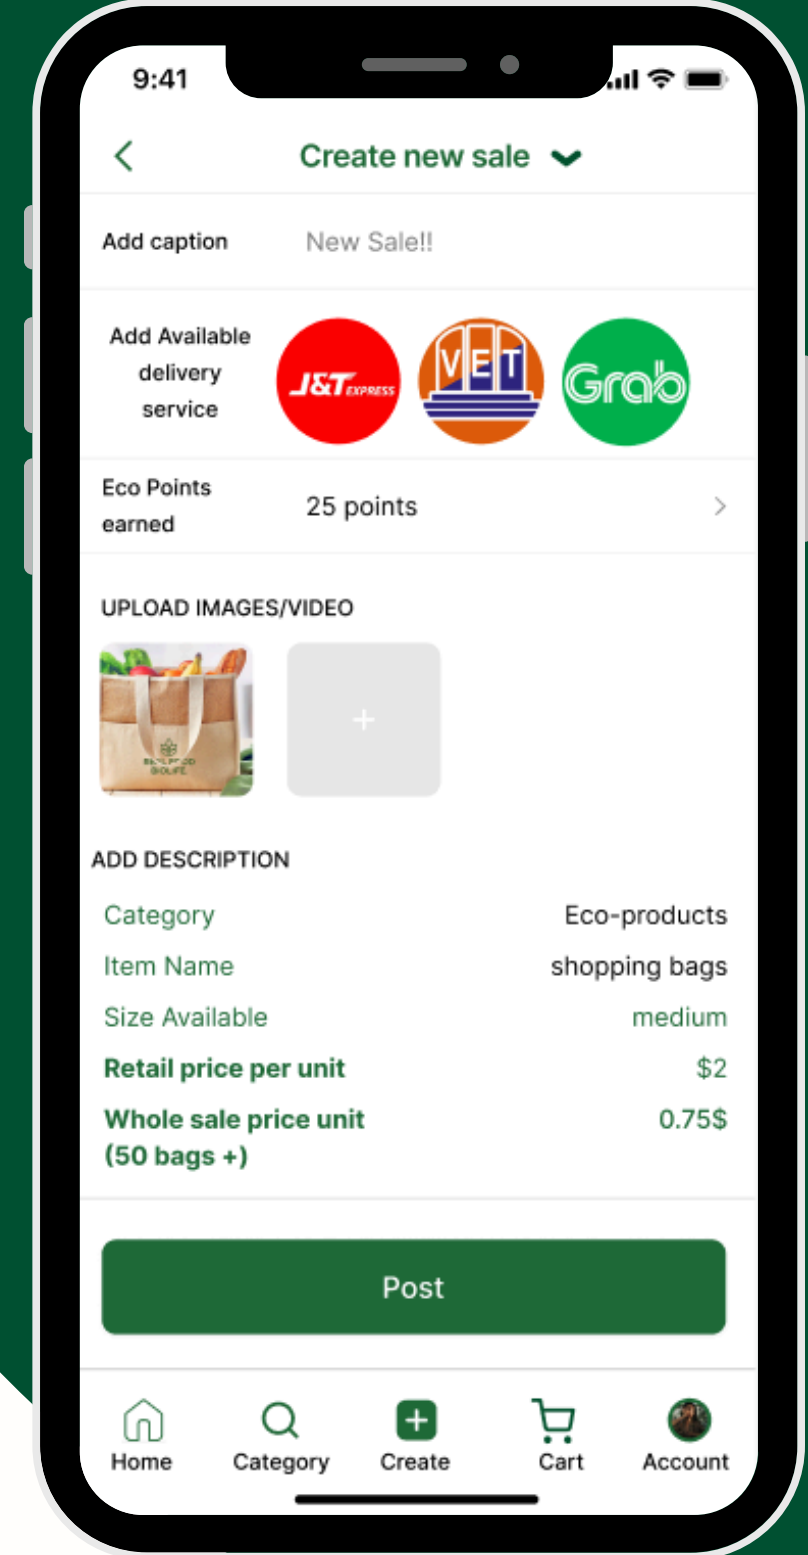 9:41
Create new sale
Add caption
New Sale!!
Add Available
delivery
service
J&T EXPRESS
VET
Grab
Eco Points
earned
25 points
UPLOAD IMAGES/VIDEO
BIOLIFE
+
ADD DESCRIPTION
Category
Eco-products
Item Name
shopping bags
Size Available
medium
Retail price per unit
$2
Whole sale price unit
(50 bags +)
0.75$
Post
Home
Category
Create
Cart
Account